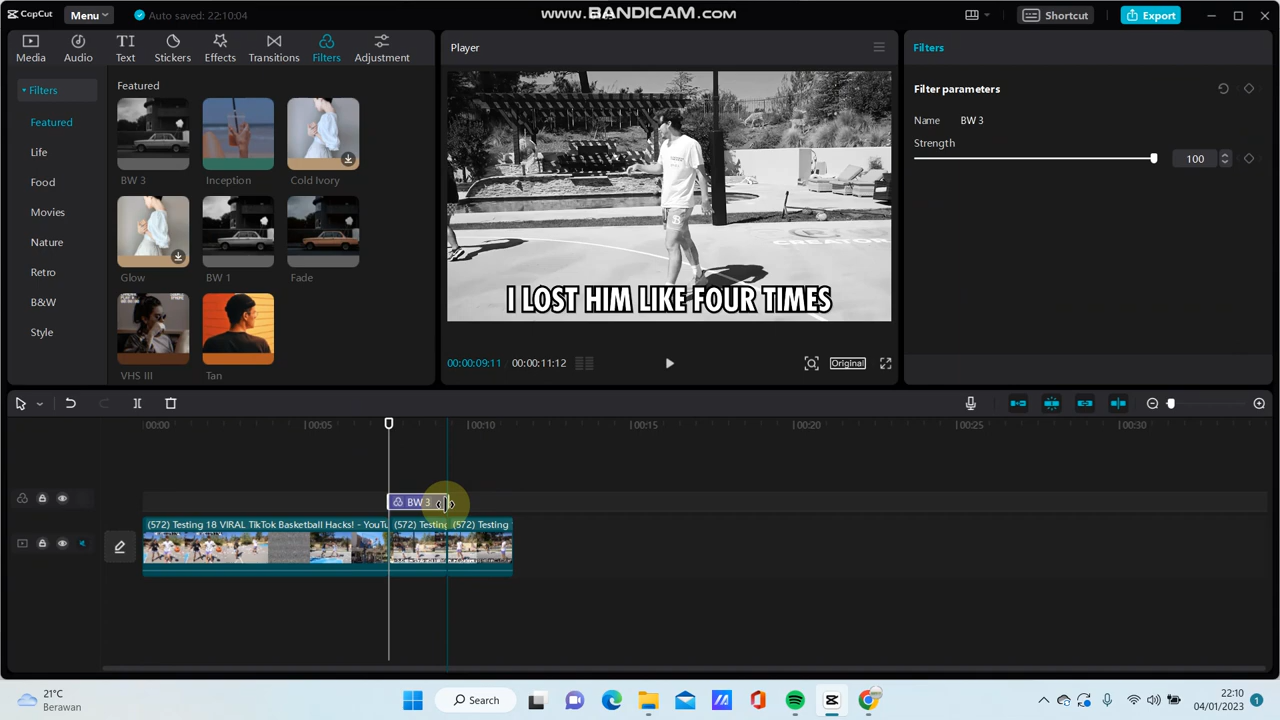 CapCut
Menu
Auto saved: 22:10:04
www.BANDICAM.com
Shortcut
Export
Media
Audio
Text
Stickers
Effects
Transitions
Filters
Adjustment
Player
Filters
Filters
Featured
Life
Food
Movies
Nature
Retro
B&W
Style
Featured
BW 3
Inception
Cold Ivory
Glow
BW 1
Fade
VHS III
Tan
CREATOR
I LOST HIM LIKE FOUR TIMES
00:00:09:11
00:00:11:12
Original
Filter parameters
Name BW 3
Strength
100
00:00
00:05
00:10
00:15
00:20
00:25
00:30
BW 3
(572) Testing 18 VIRAL TikTok Basketball Hacks! - YouTu
(572) Testing
(572) Testing
21°C
Berawan
Search
22:10
04/01/2023
1